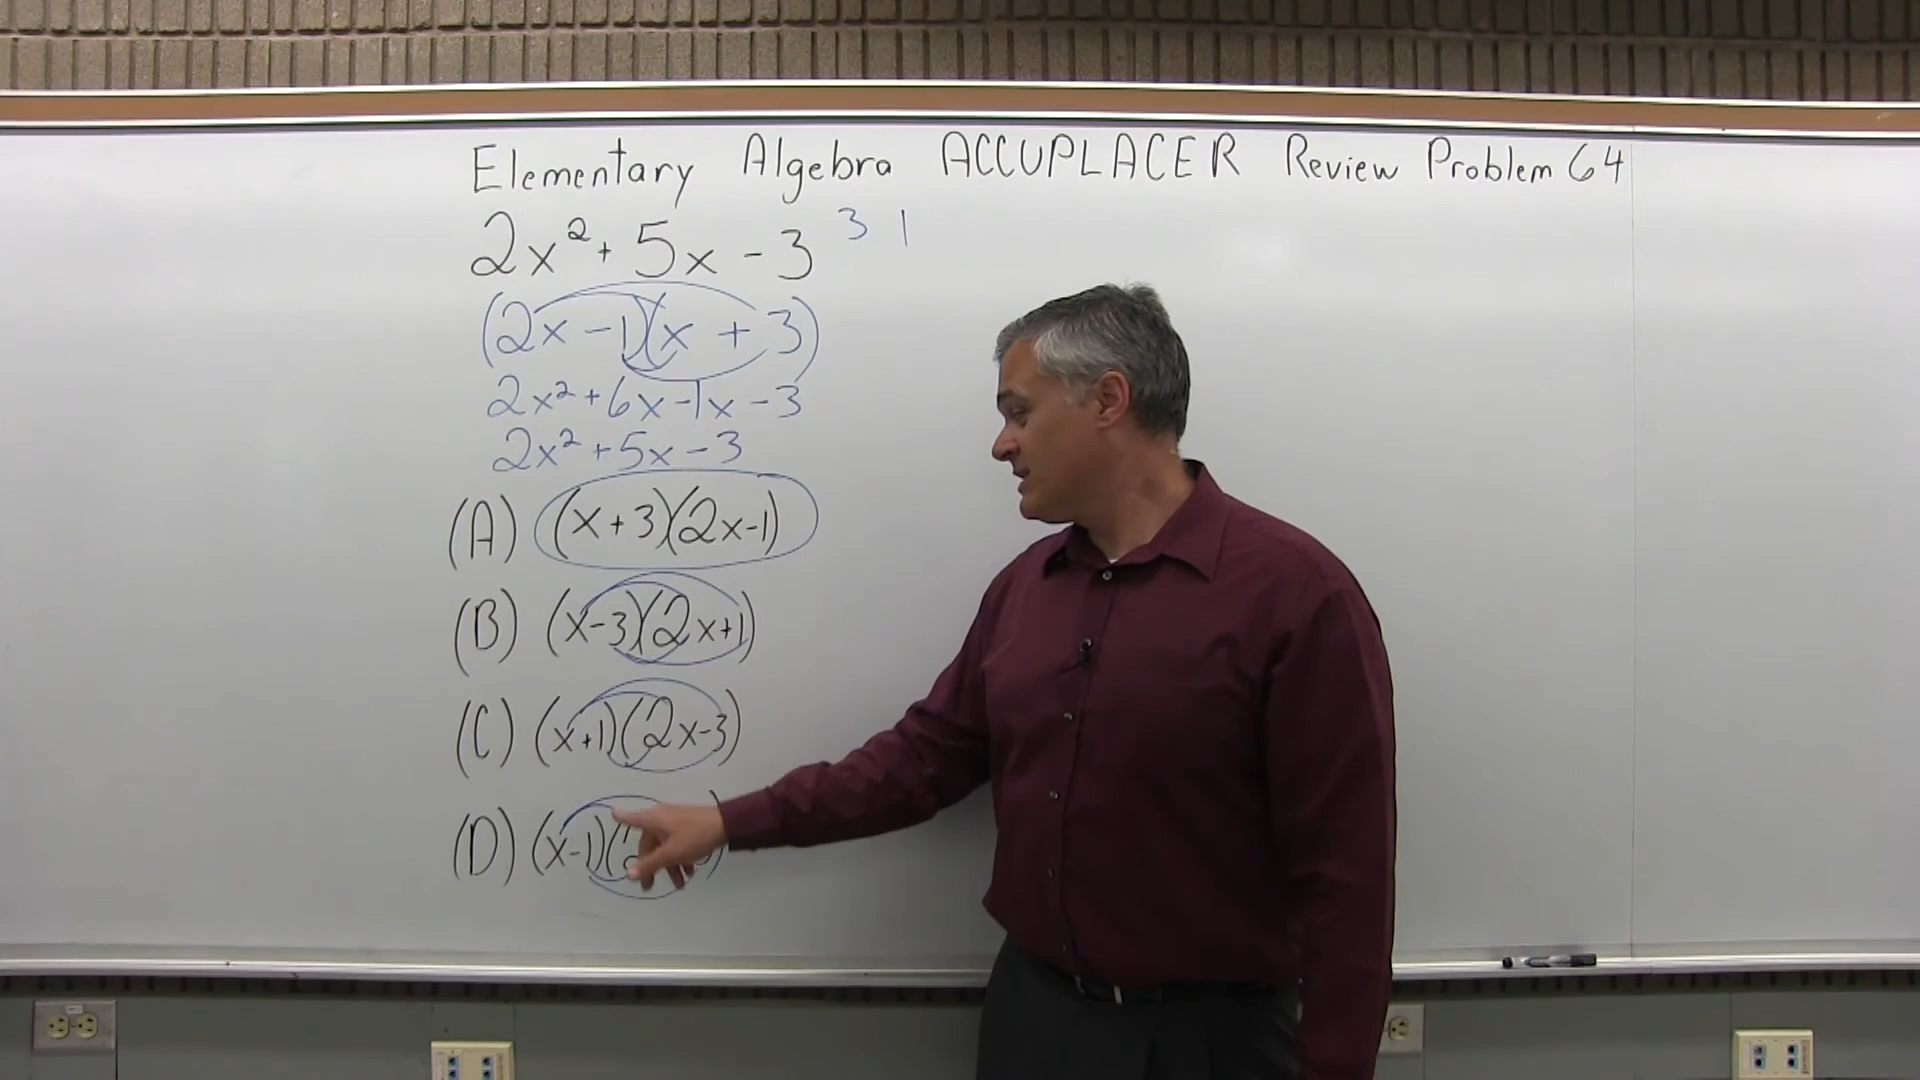 Elementary Algebra ACCUPLACER Review Problem 64
2x² + 5x - 3 3 1
(2x - 1)(x + 3)
2x² + 6x - 1x - 3
2x² + 5x - 3
(A) (x+3)(2x-1)
(B) (x-3)(2x+1)
(C) (x+1)(2x-3)
(D) (x-1)(2